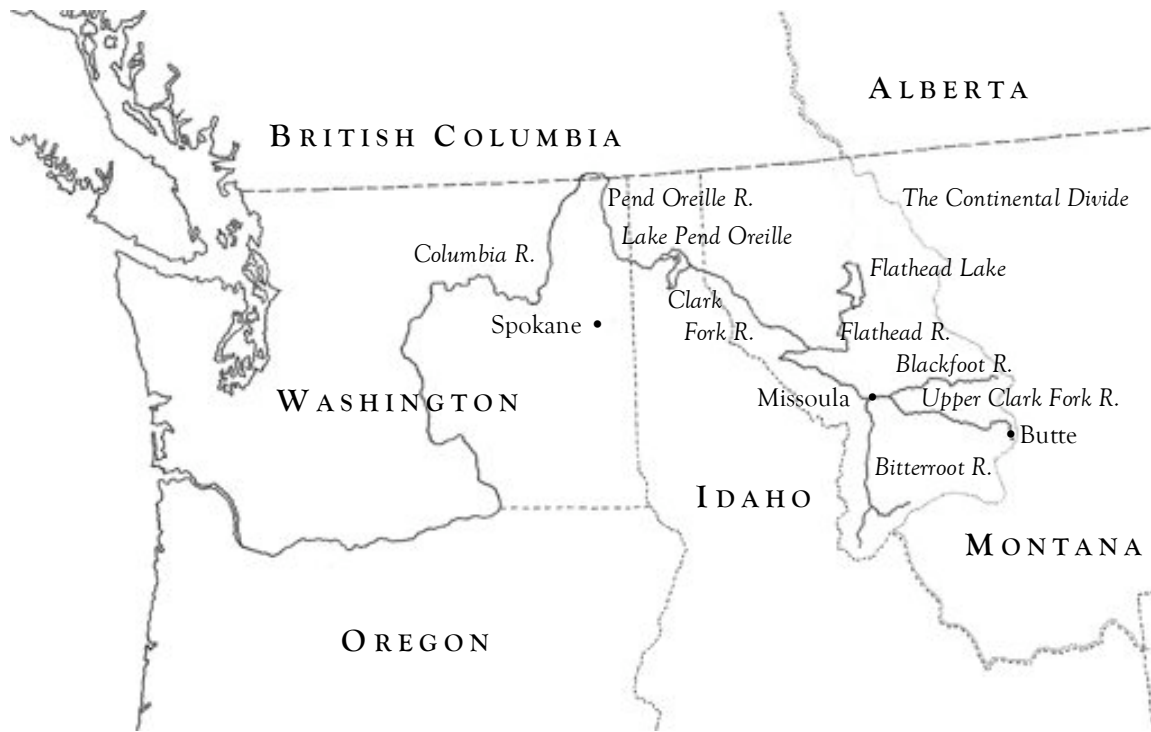 ALBERTA
BRITISH COLUMBIA
Pend Oreille R.
The Continental Divide
Lake Pend Oreille
Columbia R.
Flathead Lake
Clark
Fork R.
Spokane
Flathead R.
Blackfoot R.
WASHINGTON
Missoula
Upper Clark Fork R.
Butte
Bitterroot R.
IDAHO
MONTANA
OREGON